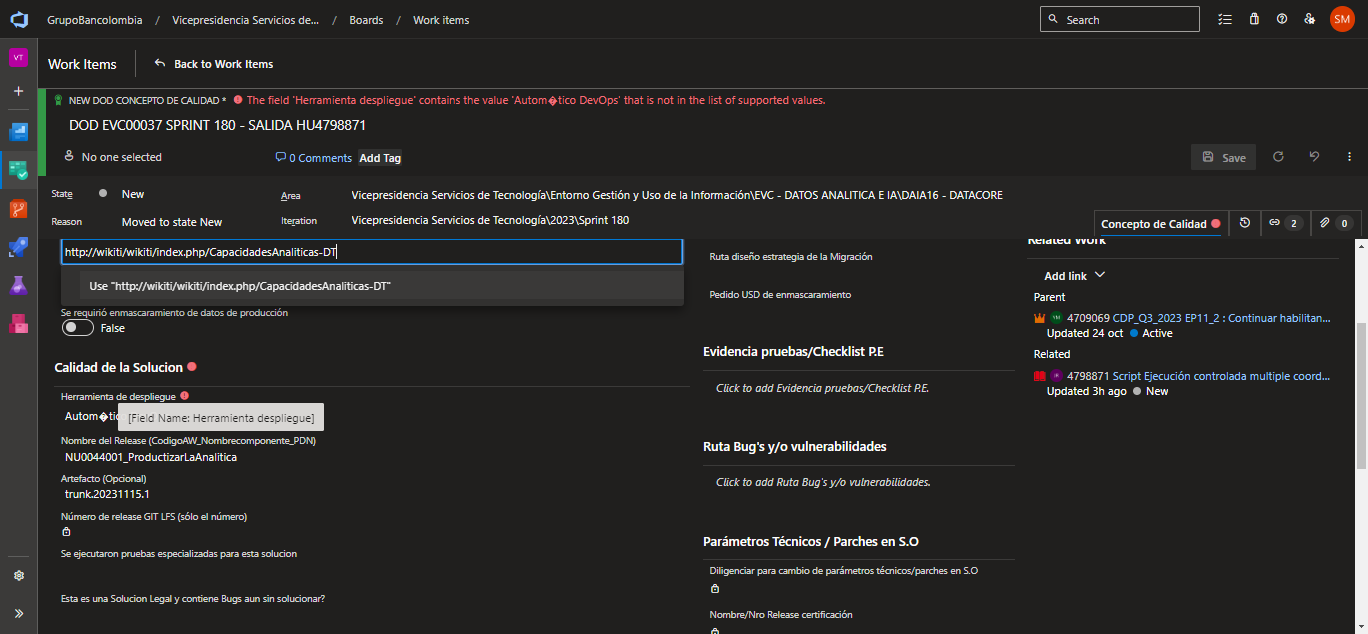 GrupoBancolombia / Vicepresidencia Servicios de... / Boards / Work items
Search
SM
VT
Work Items
Back to Work Items
NEW DOD CONCEPTO DE CALIDAD *
The field 'Herramienta despliegue' contains the value 'Autom�tico DevOps' that is not in the list of supported values.
DOD EVC00037 SPRINT 180 - SALIDA HU4798871
No one selected
0 Comments
Add Tag
Save
State
New
Area
Vicepresidencia Servicios de Tecnología\Entorno Gestión y Uso de la Información\EVC - DATOS ANALITICA E IA\DAIA16 - DATACORE
Reason
Moved to state New
Iteration
Vicepresidencia Servicios de Tecnología\2023\Sprint 180
Concepto de Calidad
2
0
http://wikiti/wikiti/index.php/CapacidadesAnaliticas-DT
Use "http://wikiti/wikiti/index.php/CapacidadesAnaliticas-DT"
Se requirió enmascaramiento de datos de producción
False
Calidad de la Solucion
Herramienta de despliegue
Autom�tic
[Field Name: Herramienta despliegue]
Nombre del Release (CodigoAW_Nombrecomponente_PDN)
NU0044001_ProductizarLaAnalitica
Artefacto (Opcional)
trunk.20231115.1
Número de release GIT LFS (sólo el número)
Se ejecutaron pruebas especializadas para esta solucion
Esta es una Solucion Legal y contiene Bugs aun sin solucionar?
Ruta diseño estrategia de la Migración
Pedido USD de enmascaramiento
Evidencia pruebas/Checklist P.E
Click to add Evidencia pruebas/Checklist P.E.
Ruta Bug's y/o vulnerabilidades
Click to add Ruta Bug's y/o vulnerabilidades.
Parámetros Técnicos / Parches en S.O
Diligenciar para cambio de parámetros técnicos/parches en S.O
Nombre/Nro Release certificación
Related Work
Add link
Parent
4709069 CDP_Q3_2023 EP11_2 : Continuar habilitan...
Updated 24 oct
Active
Related
4798871 Script Ejecución controlada multiple coord...
Updated 3h ago
New